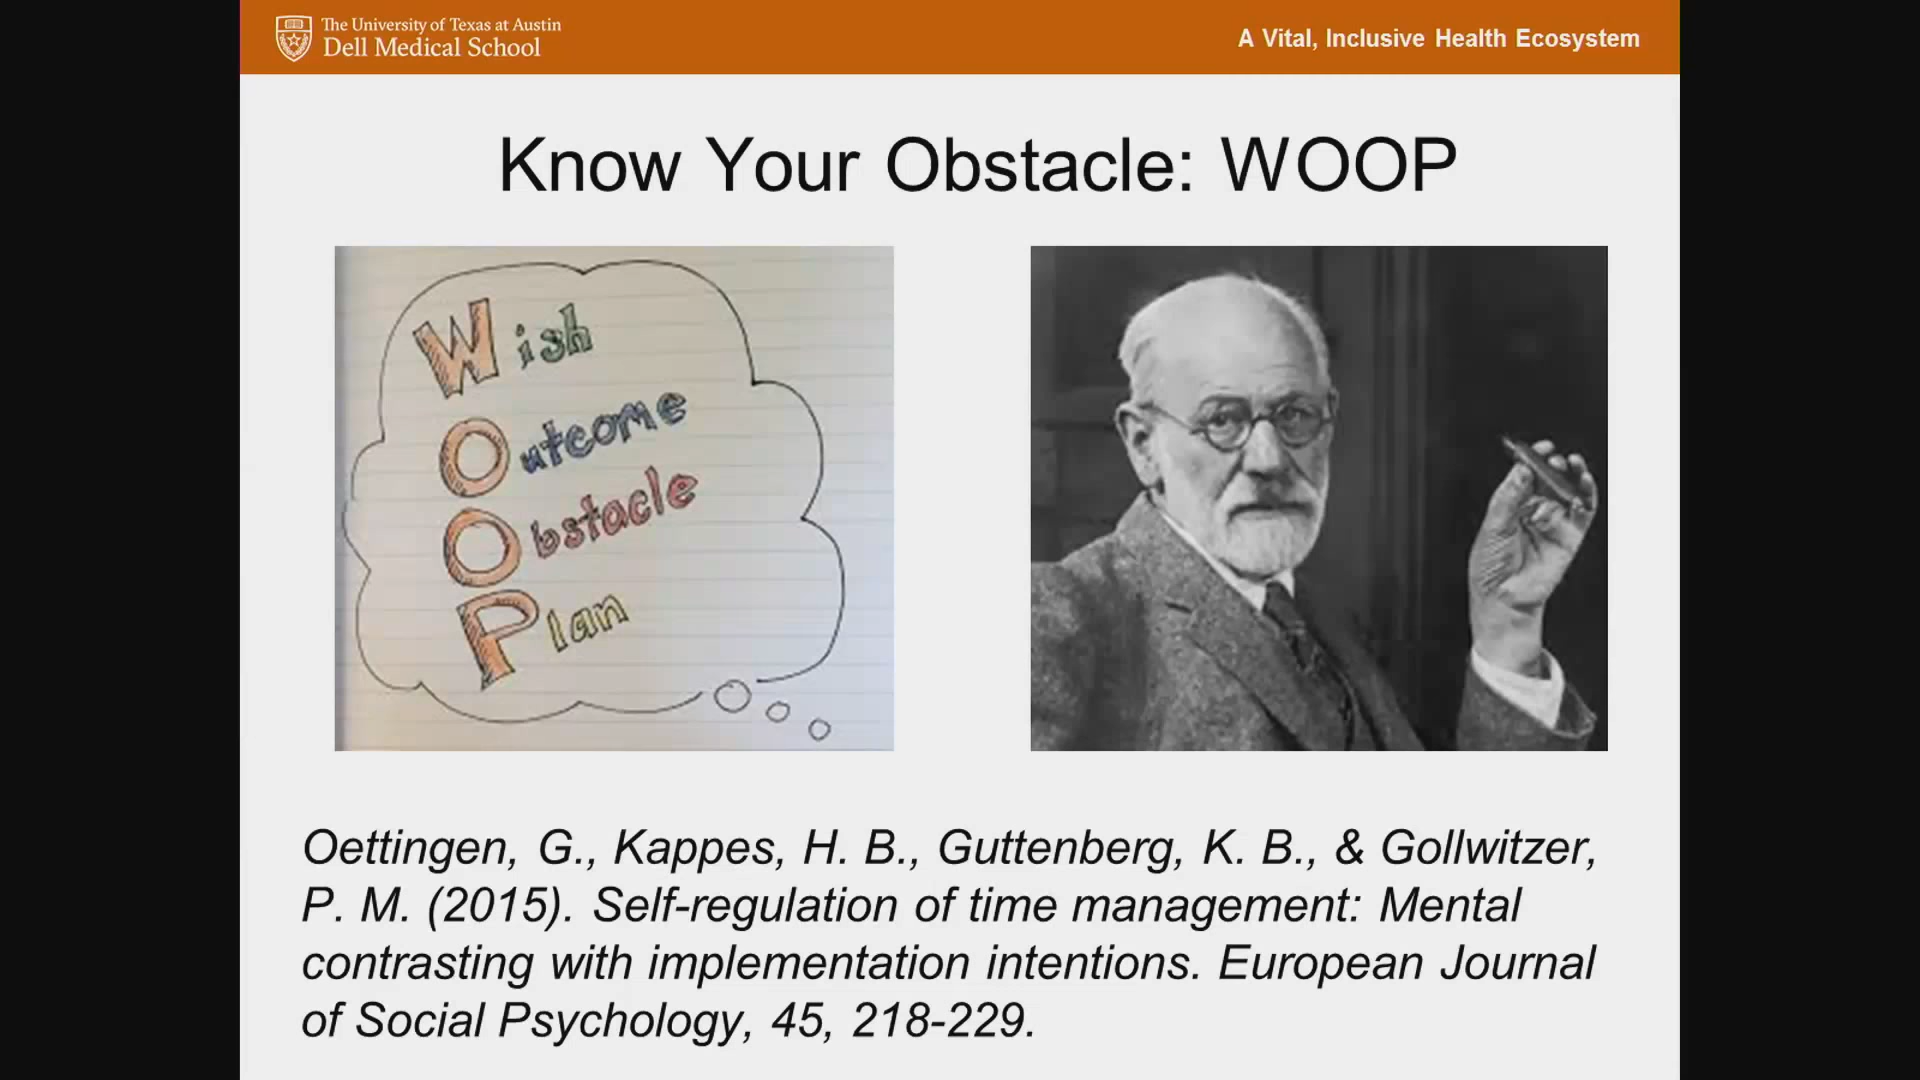 The University of Texas at Austin
Dell Medical School
A Vital, Inclusive Health Ecosystem
Know Your Obstacle: WOOP
Wish
Outcome
Obstacle
Plan
Oettingen, G., Kappes, H. B., Guttenberg, K. B., & Gollwitzer,
P. M. (2015). Self-regulation of time management: Mental
contrasting with implementation intentions. European Journal
of Social Psychology, 45, 218-229.